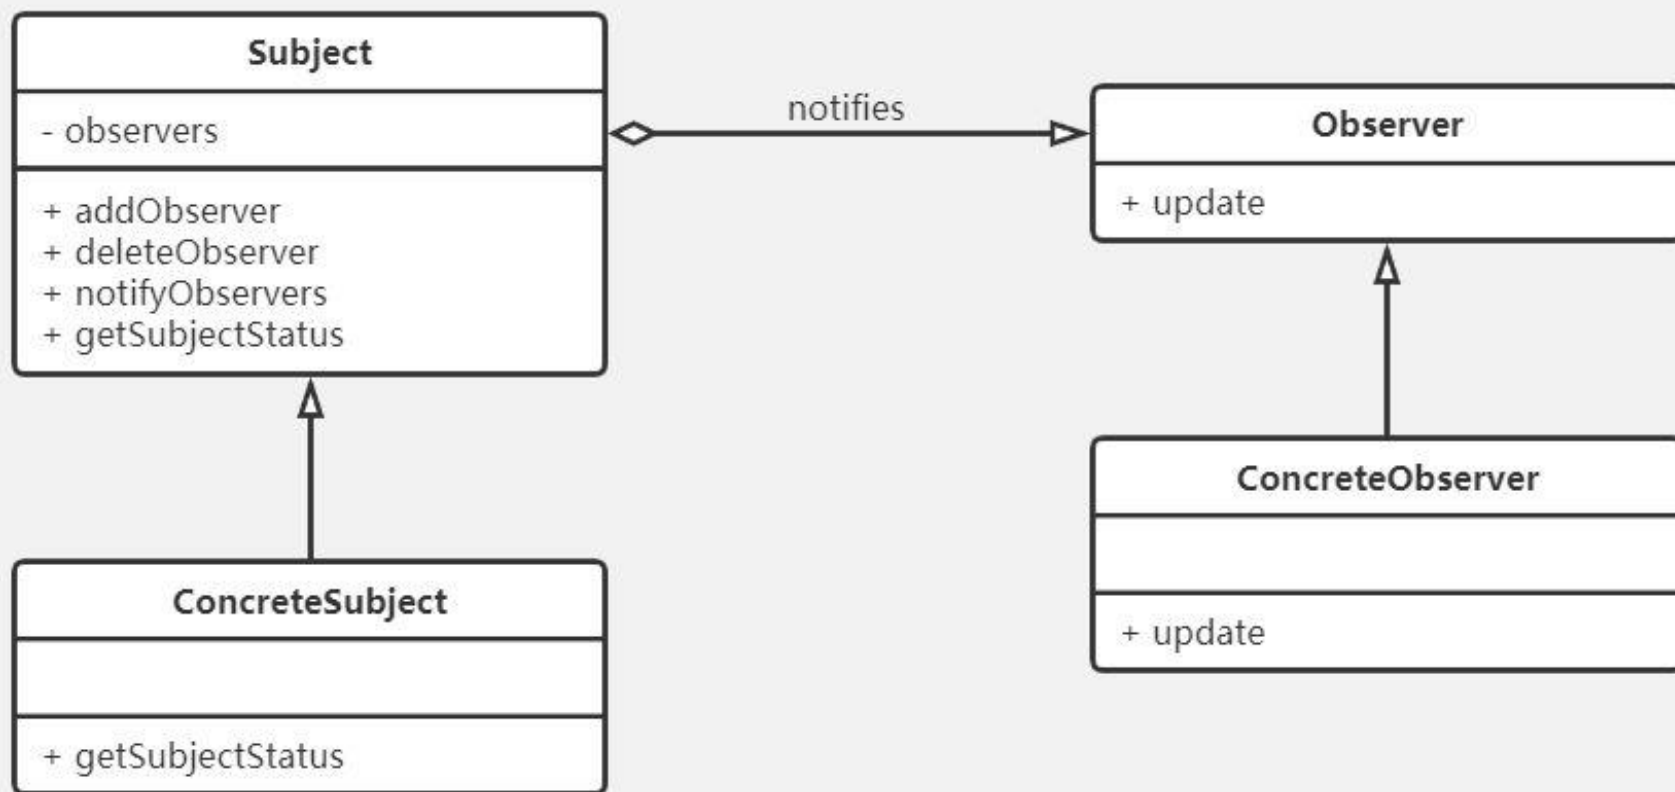 Subject
- observers
+ addObserver
+ deleteObserver
+ notifyObservers
+ getSubjectStatus
notifies
Observer
+ update
ConcreteSubject
+ getSubjectStatus
ConcreteObserver
+ update